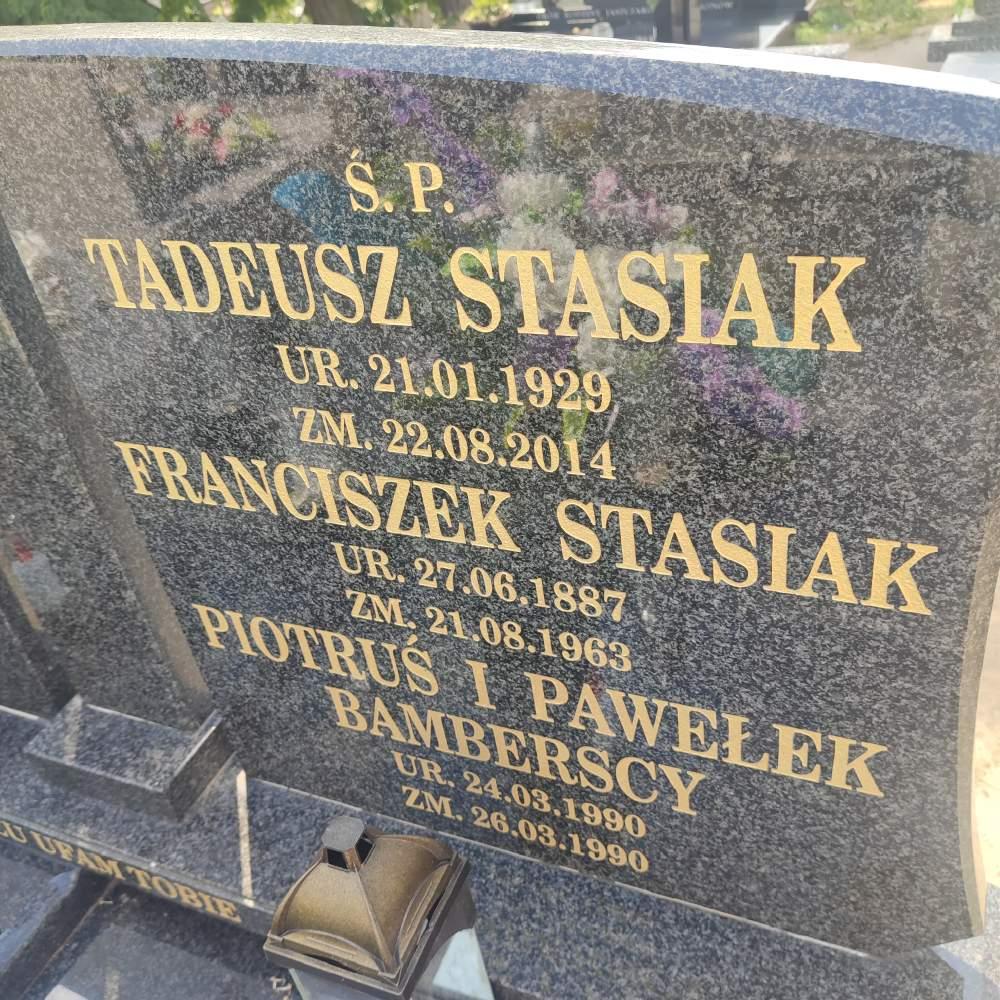 Ś. P.
TADEUSZ STASIAK
UR. 21.01.1929
ZM. 22.08.2014
FRANCISZEK STASIAK
UR. 27.06.1887
ZM. 21.08.1963
PIOTRUŚ I PAWEŁEK
BAMBERSCY
UR. 24.03.1990
ZM. 26.03.1990
UFAM TOBIE